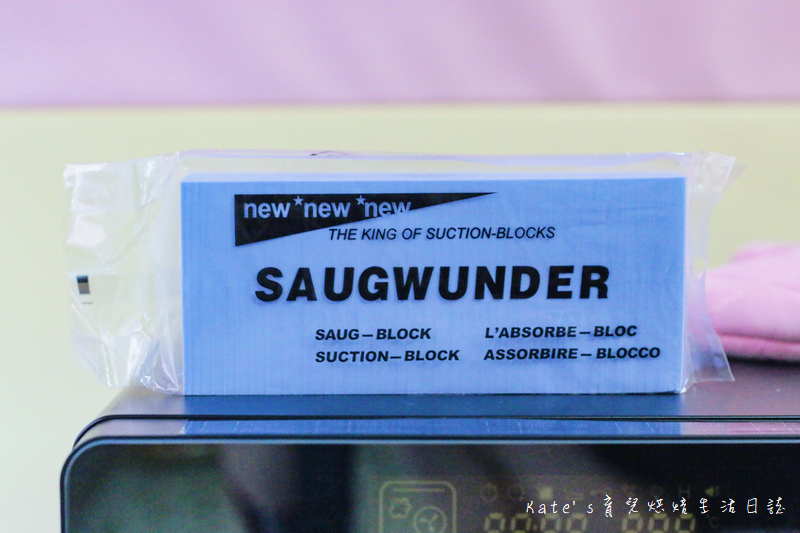 new*new*new
THE KING OF SUCTION-BLOCKS
SAUGWUNDER
SAUG–BLOCK L'ABSORBE–BLOC
SUCTION–BLOCK ASSORBIRE–BLOCCO
Kate's育兒烘焙生活日誌